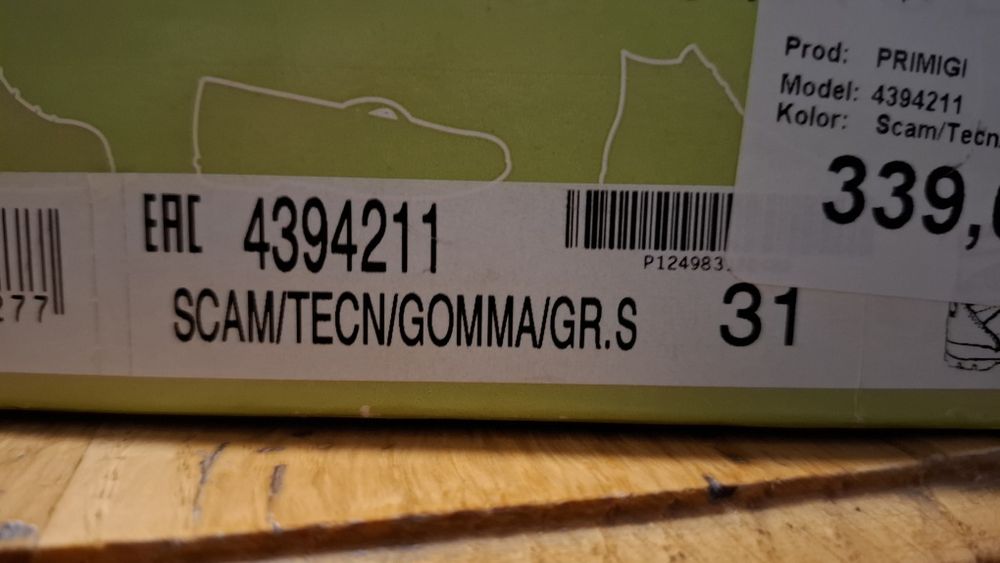 Prod: PRIMIGI
Model: 4394211
Kolor: Scam/Tecn
339,
EAC 4394211
P124983.
277
SCAM/TECN/GOMMA/GR.S 31